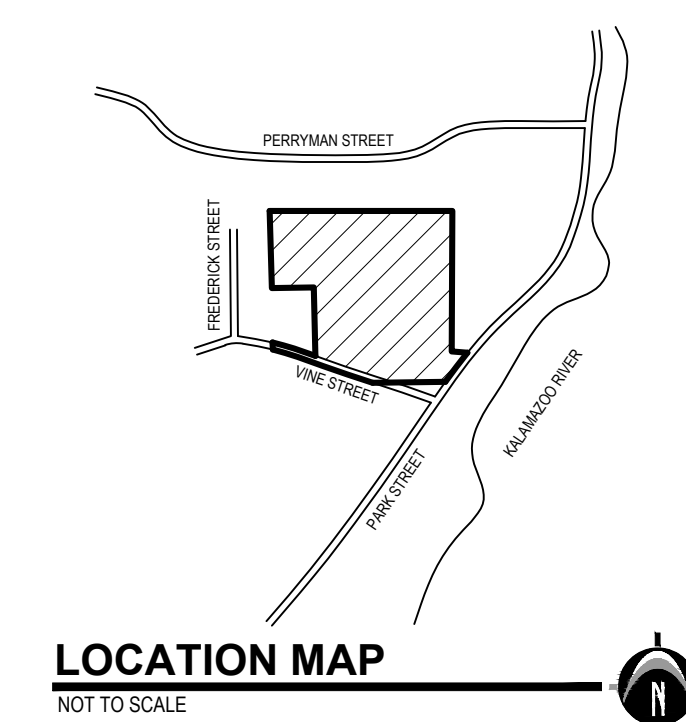 PERRYMAN STREET
FREDERICK STREET
VINE STREET
KALAMAZOO RIVER
PARK STREET
LOCATION MAP
NOT TO SCALE
N